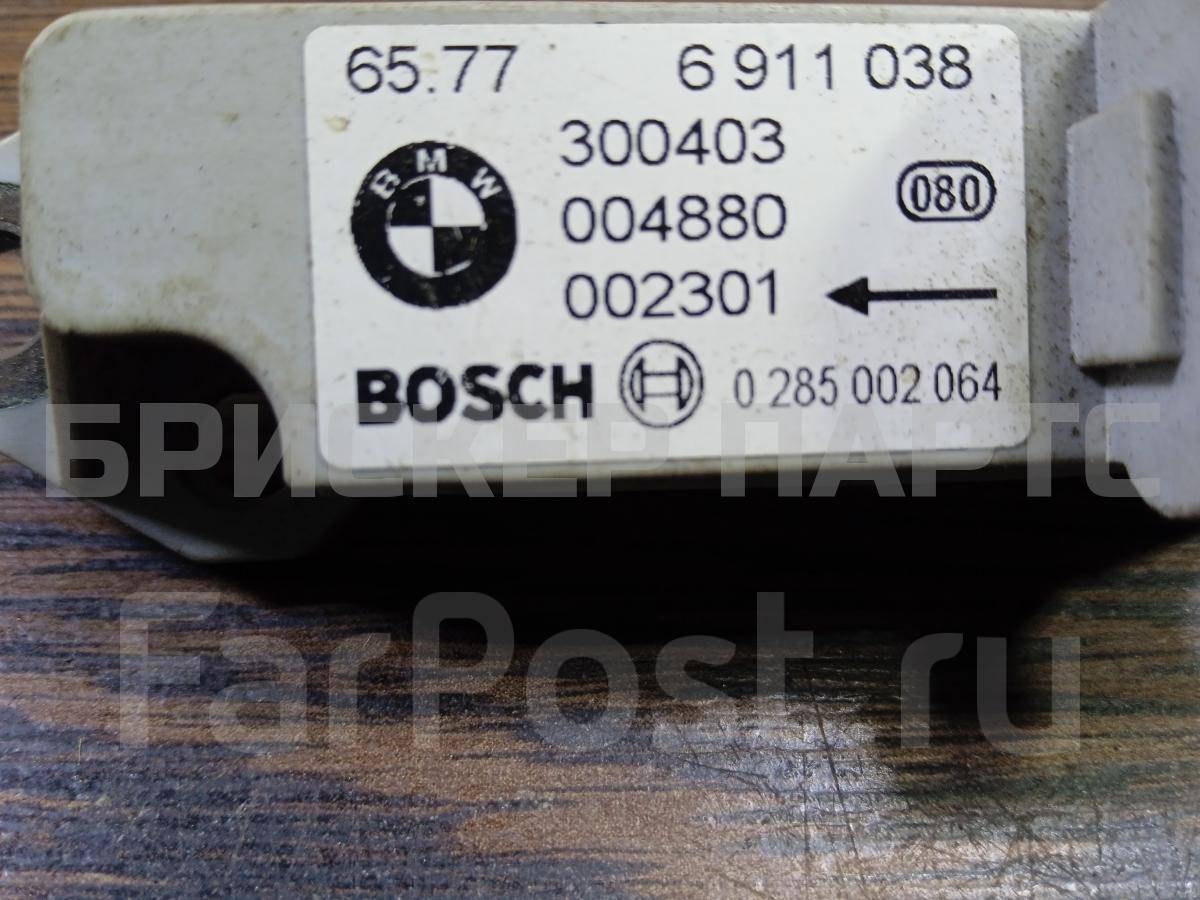 65.77 6 911 038
300403
BMW
004880 080
002301
BOSCH 0 285 002 064
БРИСКЕР ПАРТС
FarPost.ru